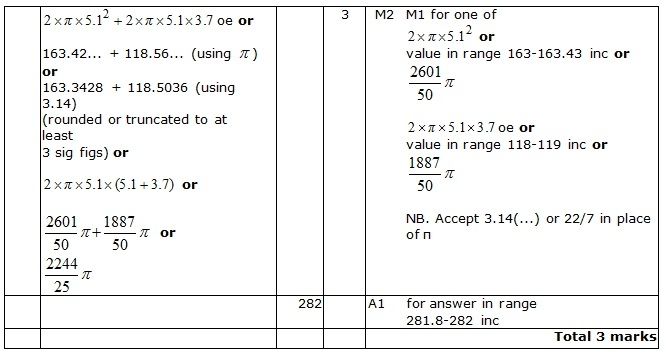 2×π×5.1² + 2×π×5.1×3.7 oe or
163.42... + 118.56... (using π)
or
163.3428 + 118.5036 (using
3.14)
(rounded or truncated to at
least
3 sig figs) or
2×π×5.1×(5.1+3.7) or
2601/50 π + 1887/50 π or
2244/25 π
3
M2 M1 for one of
2×π×5.1² or
value in range 163-163.43 inc or
2601/50 π
2×π×5.1×3.7 oe or
value in range 118-119 inc or
1887/50 π
NB. Accept 3.14(...) or 22/7 in place
of п
282
A1 for answer in range
281.8-282 inc
Total 3 marks